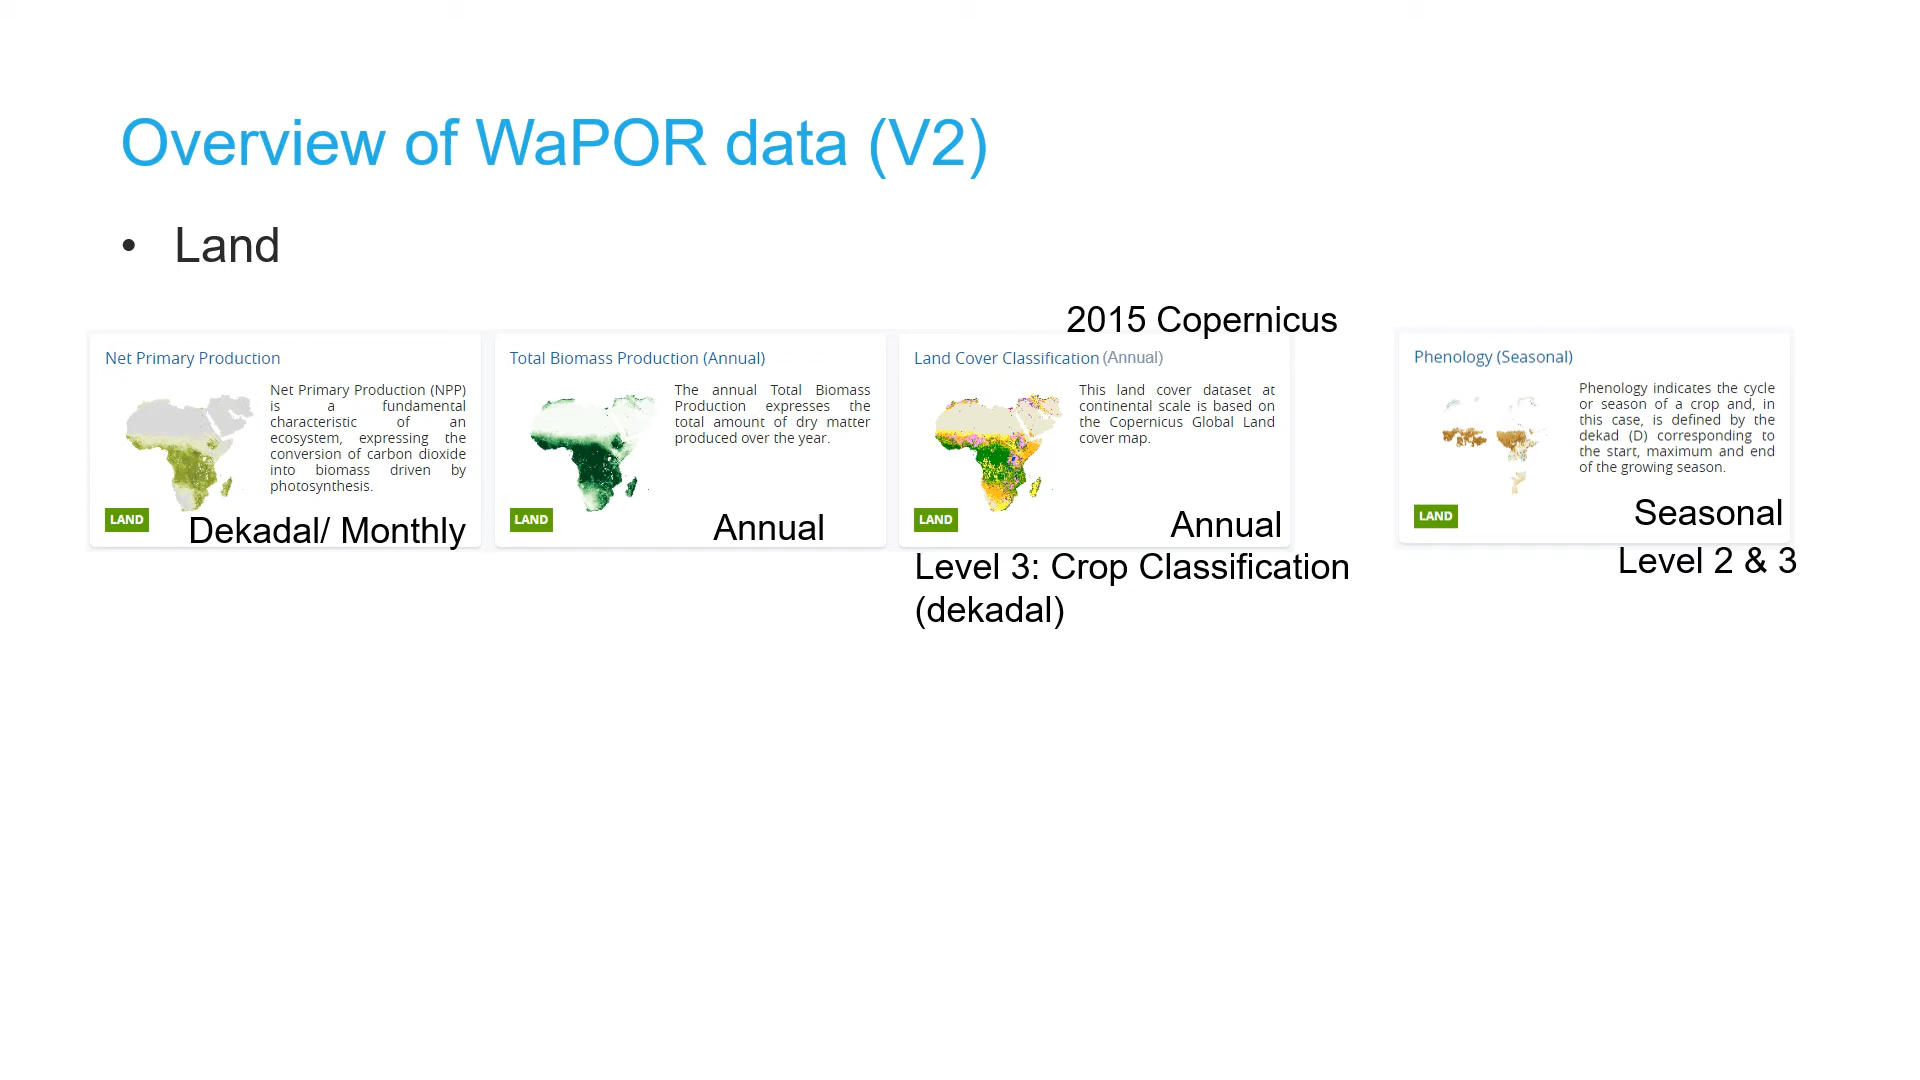 Overview of WaPOR data (V2)
• Land
2015 Copernicus
Net Primary Production
Net Primary Production (NPP)
is a fundamental
characteristic of an
ecosystem, expressing the
conversion of carbon dioxide
into biomass driven by
photosynthesis.
LAND
Dekadal/ Monthly
Total Biomass Production (Annual)
The annual Total Biomass
Production expresses the
total amount of dry matter
produced over the year.
LAND
Annual
Land Cover Classification (Annual)
This land cover dataset at
continental scale is based on
the Copernicus Global Land
cover map.
LAND
Annual
Level 3: Crop Classification
(dekadal)
Phenology (Seasonal)
Phenology indicates the cycle
or season of a crop and, in
this case, is defined by the
dekad (D) corresponding to
the start, maximum and end
of the growing season.
LAND
Seasonal
Level 2 & 3